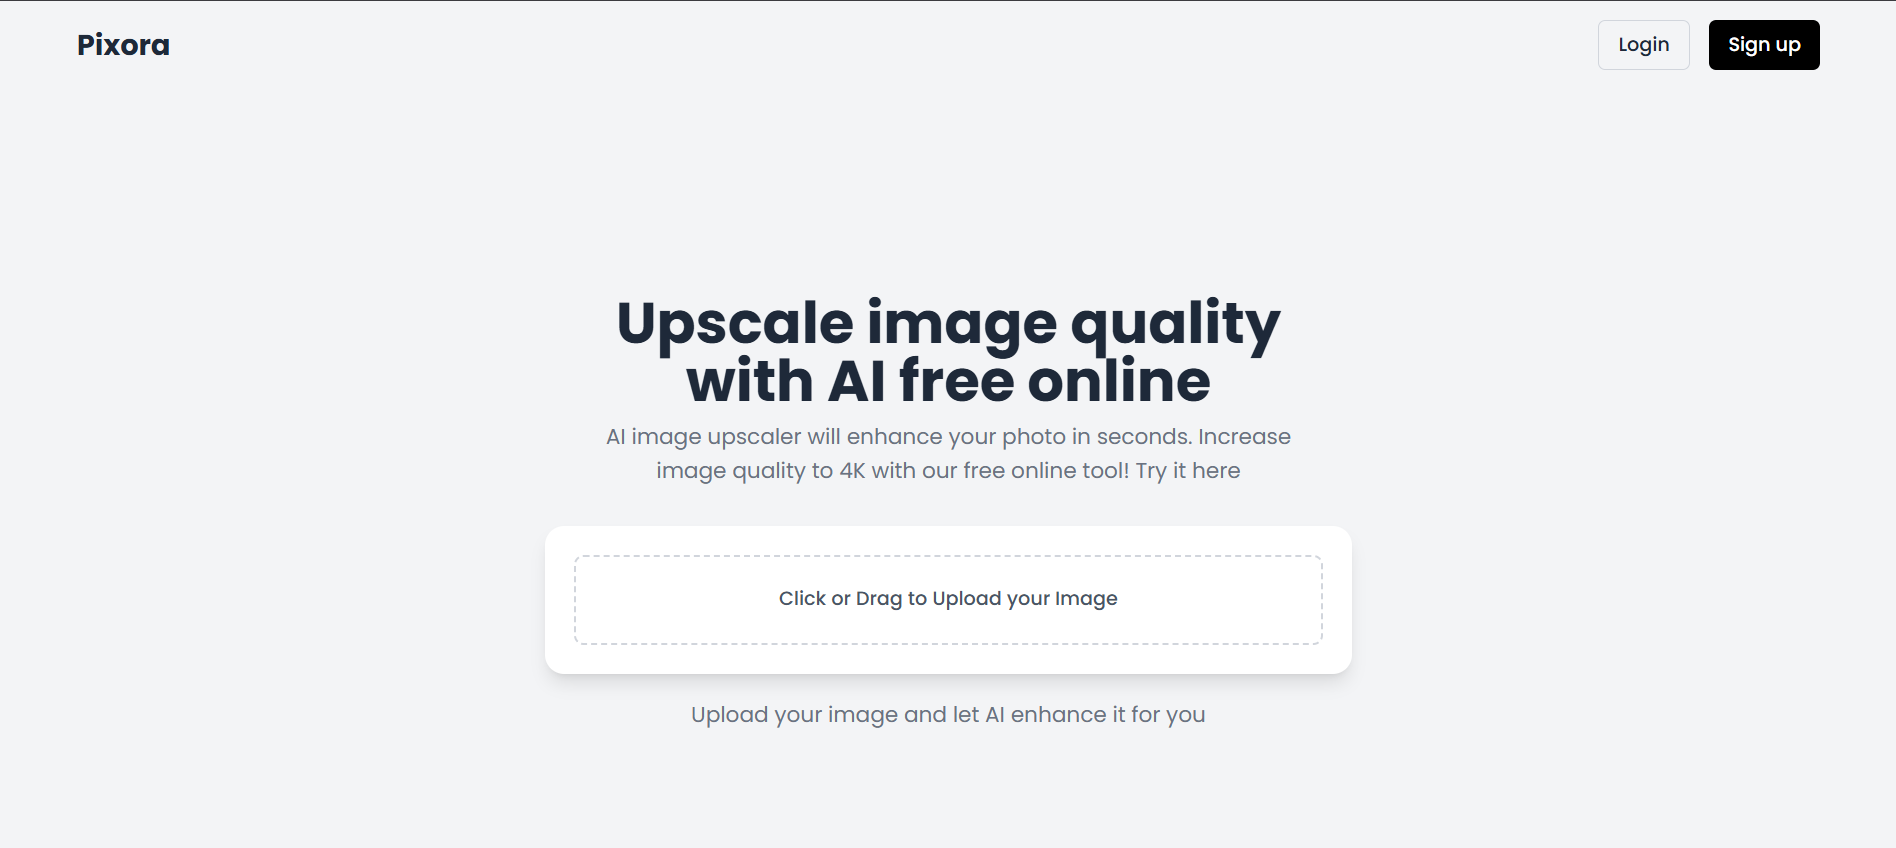 Pixora
Login
Sign up
Upscale image quality
with AI free online
AI image upscaler will enhance your photo in seconds. Increase
image quality to 4K with our free online tool! Try it here
Click or Drag to Upload your Image
Upload your image and let AI enhance it for you